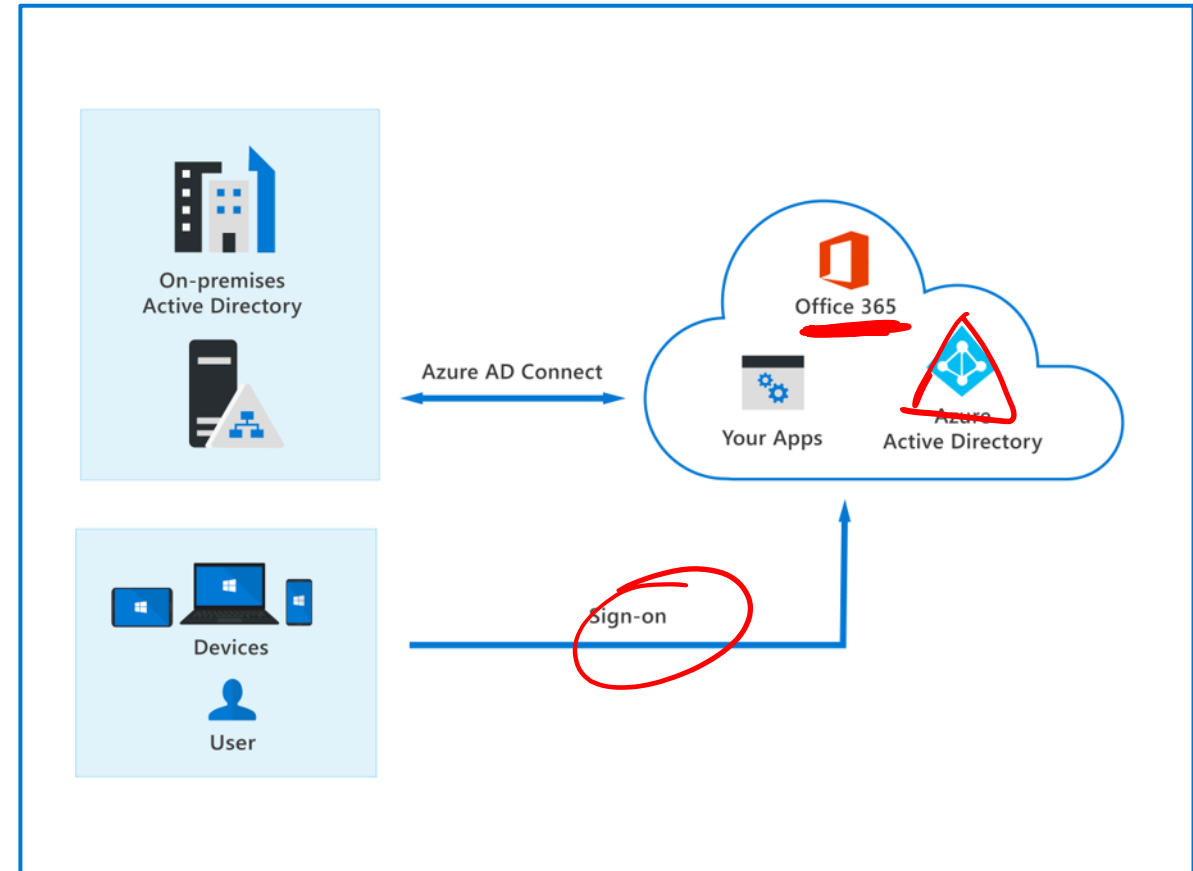 On-premises
Active Directory
Azure AD Connect
Office 365
Your Apps
Azure
Active Directory
Devices
User
Sign-on